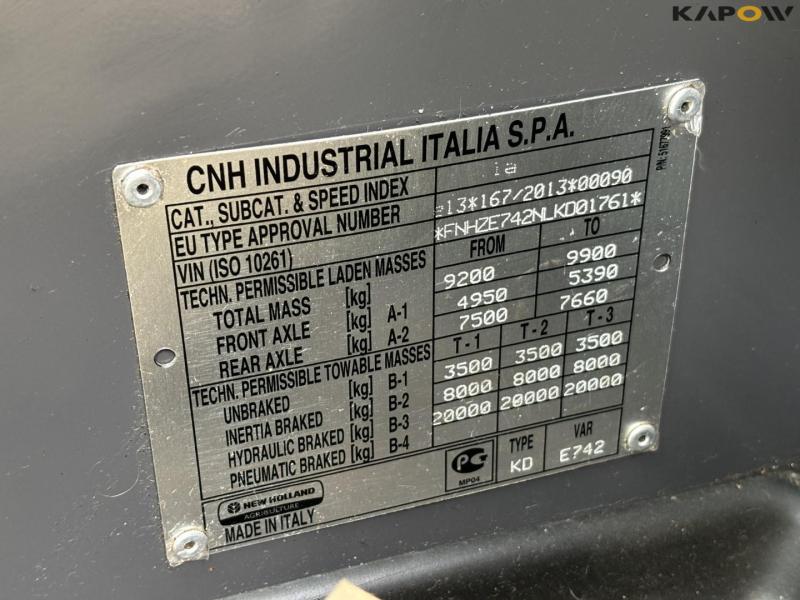 KAPOW
CNH INDUSTRIAL ITALIA S.P.A.
P/N: 51677991
CAT., SUBCAT. & SPEED INDEX 1a
EU TYPE APPROVAL NUMBER e13*167/2013*00090
VIN (ISO 10261) *FNHZE742NLKD01761*
TECHN. PERMISSIBLE LADEN MASSES FROM TO
TOTAL MASS [kg] 9200 9900
FRONT AXLE [kg] A-1 4950 5390
REAR AXLE [kg] A-2 7500 7660
TECHN. PERMISSIBLE TOWABLE MASSES T-1 T-2 T-3
UNBRAKED [kg] B-1 3500 3500 3500
INERTIA BRAKED [kg] B-2 8000 8000 8000
HYDRAULIC BRAKED [kg] B-3 20000 20000 20000
PNEUMATIC BRAKED [kg] B-4
NEW HOLLAND
AGRICULTURE
MADE IN ITALY
MP04
TYPE VAR
KD E742